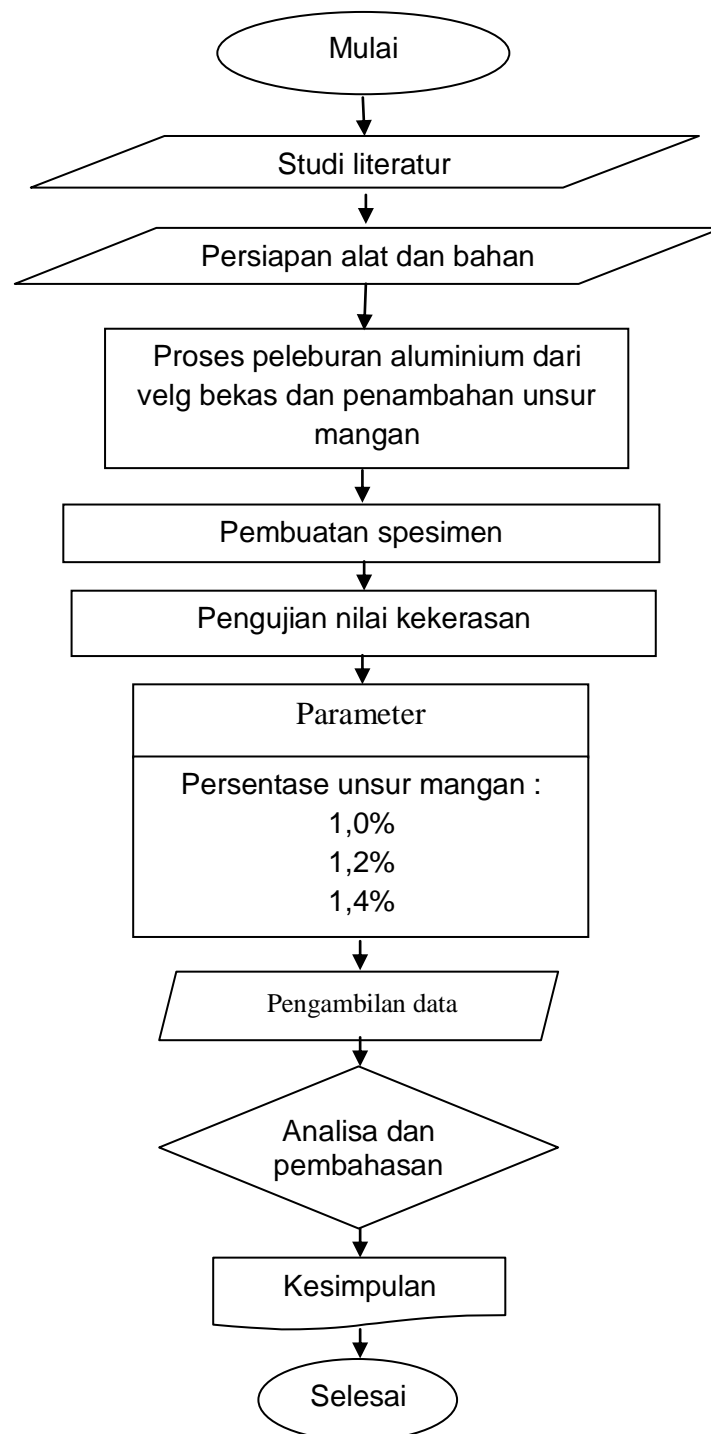 Mulai
Studi literatur
Persiapan alat dan bahan
Proses peleburan aluminium dari
velg bekas dan penambahan unsur
mangan
Pembuatan spesimen
Pengujian nilai kekerasan
Parameter
Persentase unsur mangan :
1,0%
1,2%
1,4%
Pengambilan data
Analisa dan
pembahasan
Kesimpulan
Selesai